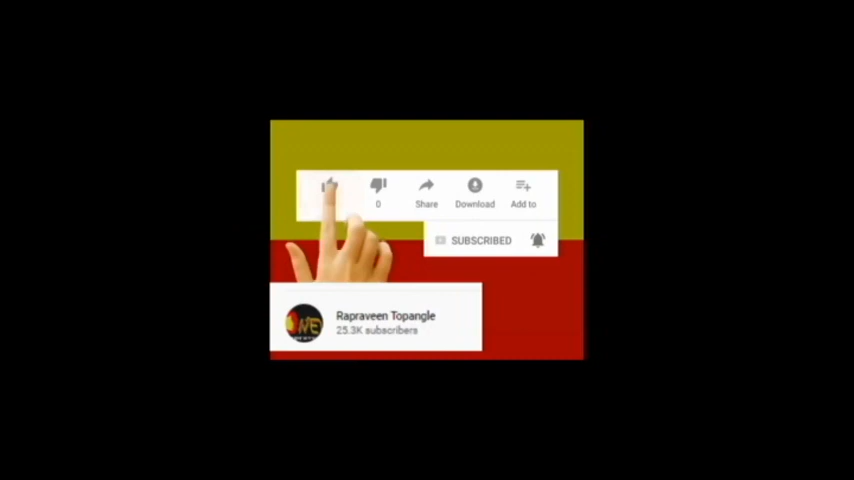 0
Share
Download
Add to
SUBSCRIBED
Rapraveen Topangle
25.3K subscribers